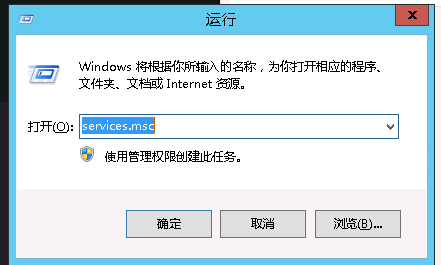 运行
Windows 将根据你所输入的名称，为你打开相应的程序、
文件夹、文档或 Internet 资源。
打开(O): services.msc
使用管理权限创建此任务。
确定 取消 浏览(B)...